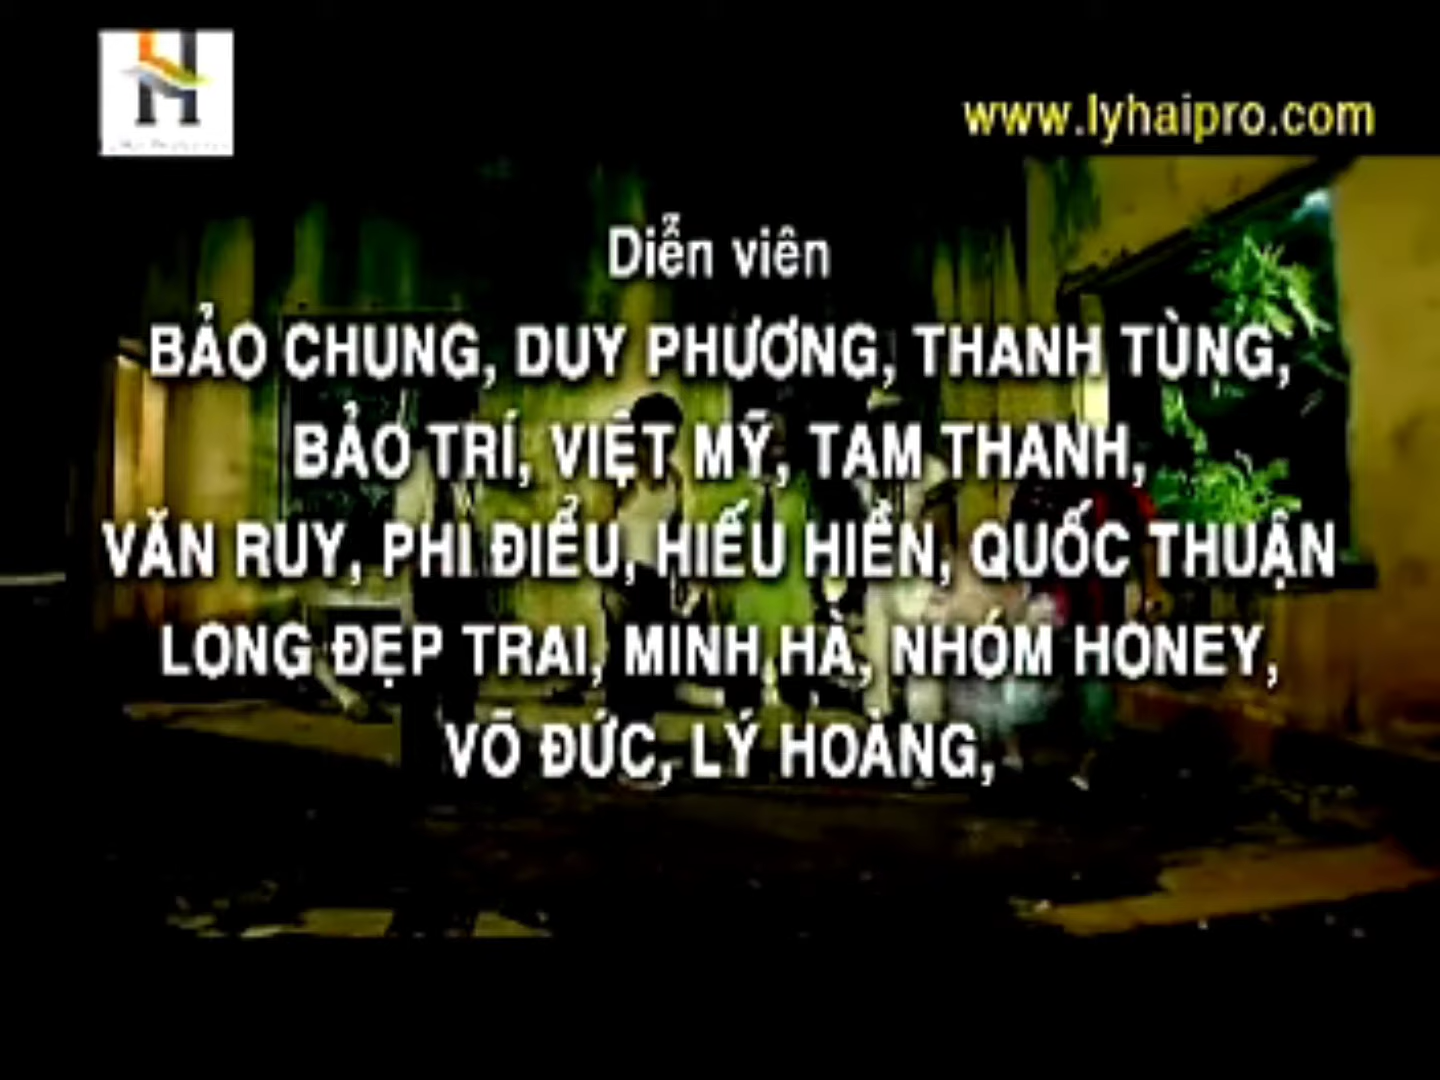 www.lyhaipro.com
Diễn viên
BẢO CHUNG, DUY PHƯƠNG, THANH TÙNG,
BẢO TRÍ, VIỆT MỸ, TAM THANH,
VĂN RUY, PHI ĐIỂU, HIẾU HIỀN, QUỐC THUẬN
LONG ĐẸP TRAI, MINH HÀ, NHÓM HONEY,
VÕ ĐỨC, LÝ HOÀNG,